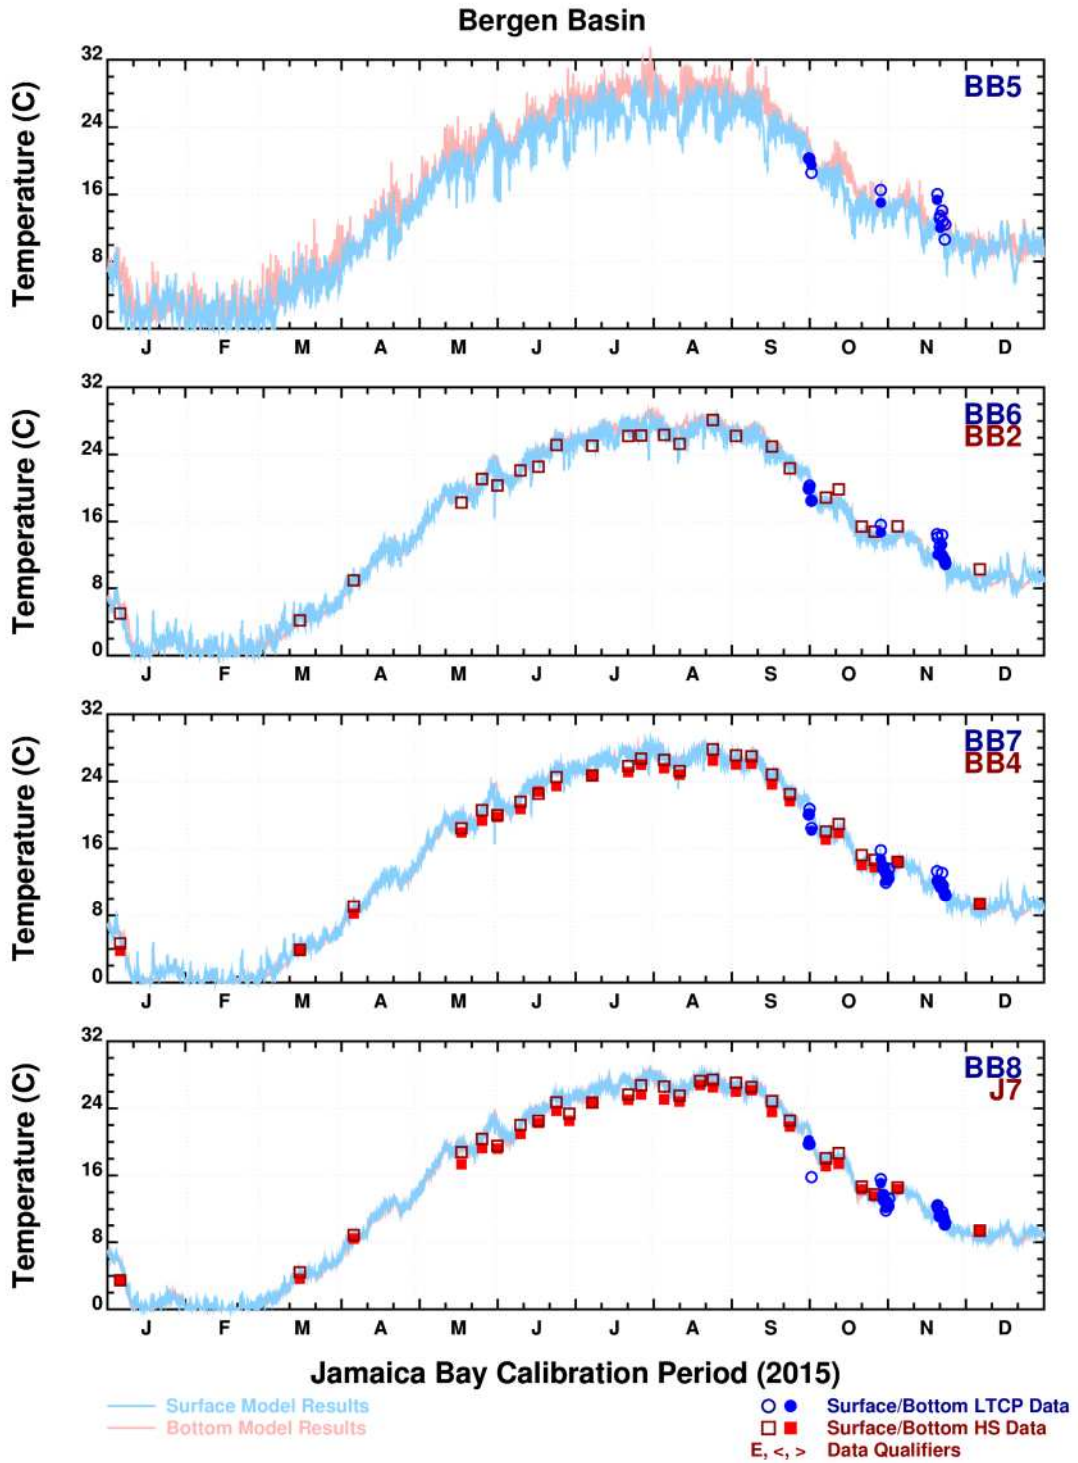 Bergen Basin
BB5
Temperature (C)
32
24
16
8
0
J F M A M J J A S O N D
BB6
BB2
Temperature (C)
32
24
16
8
0
J F M A M J J A S O N D
BB7
BB4
Temperature (C)
32
24
16
8
0
J F M A M J J A S O N D
BB8
J7
Temperature (C)
32
24
16
8
0
J F M A M J J A S O N D
Jamaica Bay Calibration Period (2015)
Surface Model Results
Bottom Model Results
Surface/Bottom LTCP Data
Surface/Bottom HS Data
E, <, > Data Qualifiers